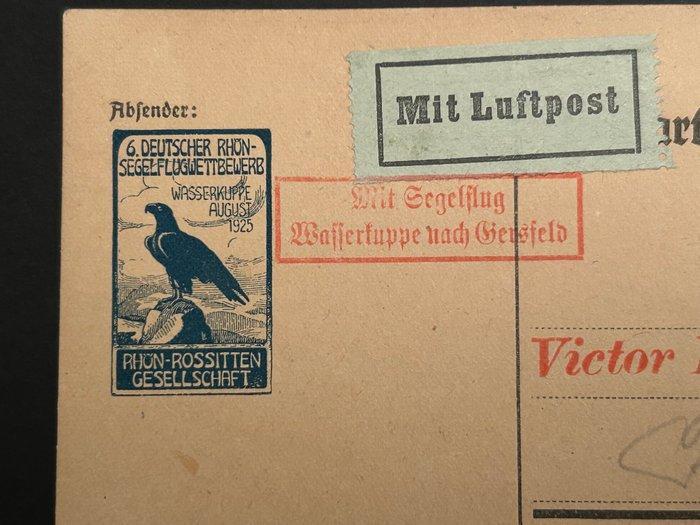 Absender:
Mit Luftpost
6. DEUTSCHER RHÖN-
SEGELFLUGWETTBEWERB
WASSERKUPPE
AUGUST
1925
RHÖN-ROSSITTEN
GESELLSCHAFT
Mit Segelflug
Wasserkuppe nach Gersfeld
Victor